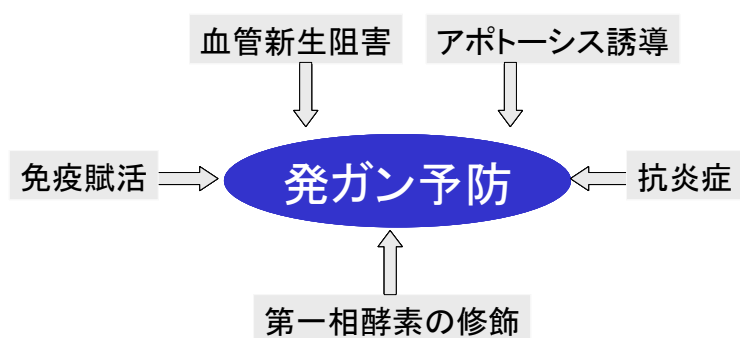 血管新生阻害
アポトーシス誘導
免疫賦活
発ガン予防
抗炎症
第一相酵素の修飾